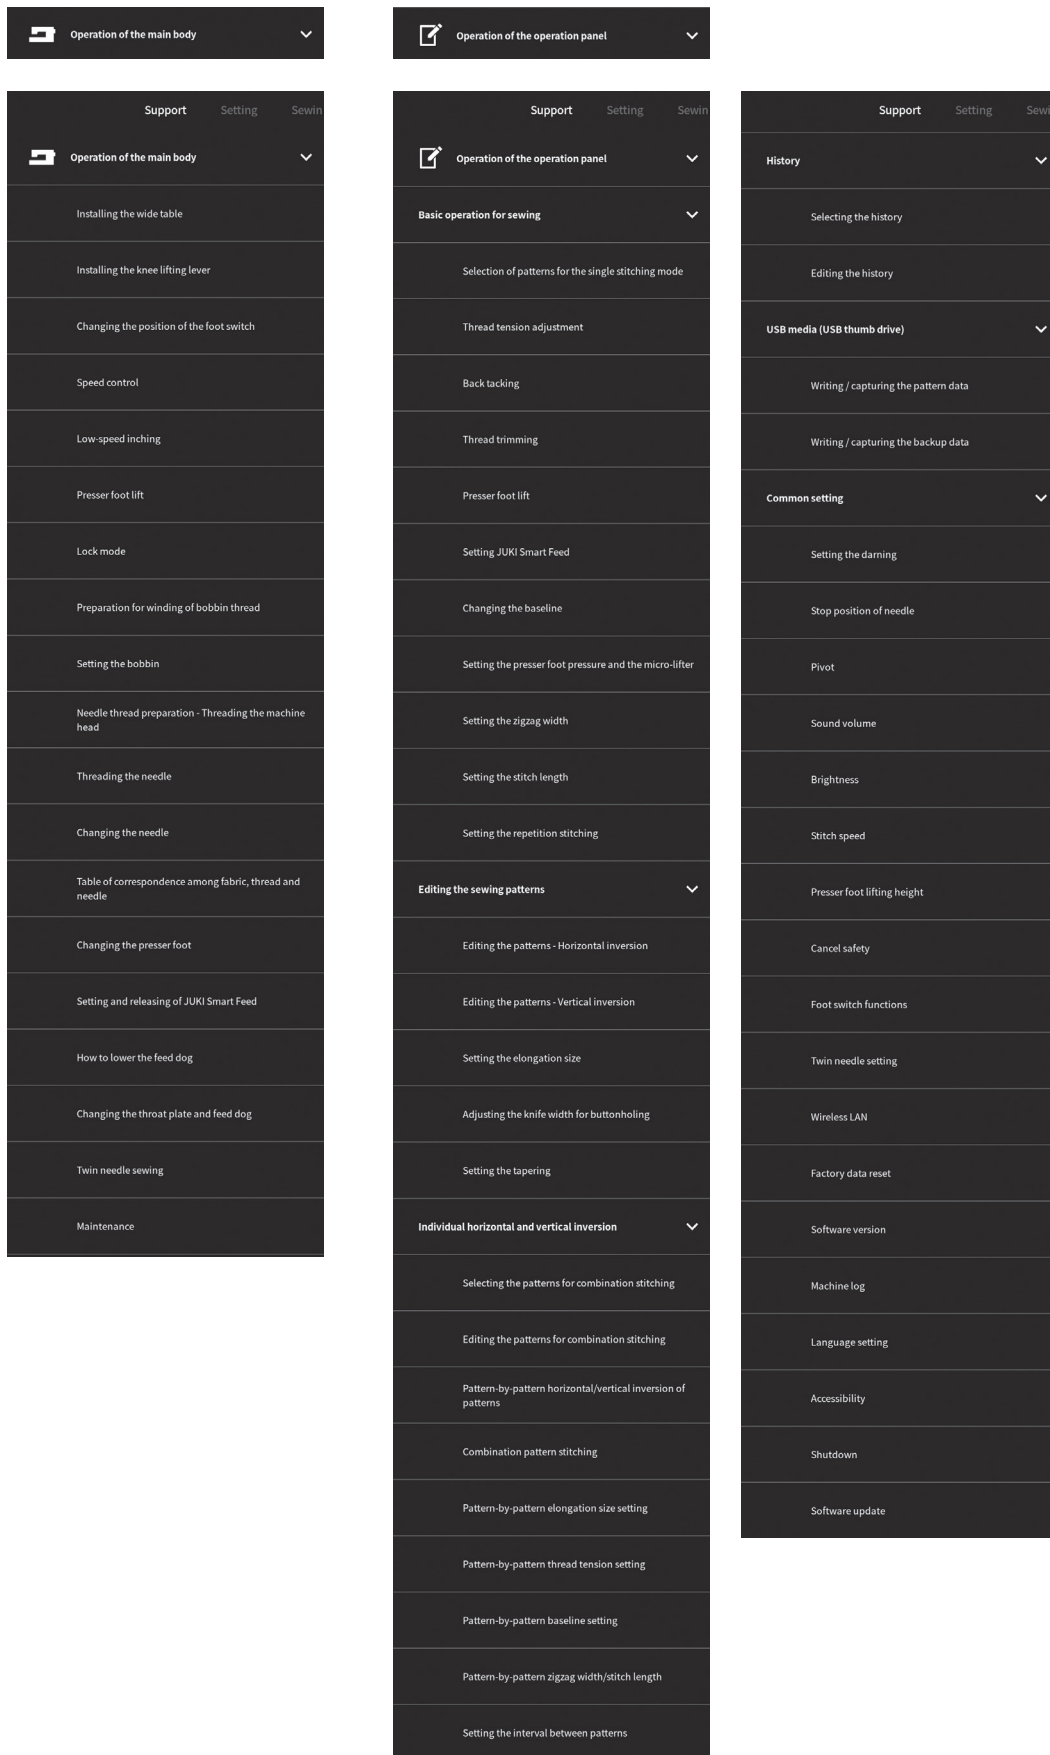 Operation of the main body
Support Setting Sewin
Operation of the main body
Installing the wide table
Installing the knee lifting lever
Changing the position of the foot switch
Speed control
Low-speed inching
Presser foot lift
Lock mode
Preparation for winding of bobbin thread
Setting the bobbin
Needle thread preparation - Threading the machine
head
Threading the needle
Changing the needle
Table of correspondence among fabric, thread and
needle
Changing the presser foot
Setting and releasing of JUKI Smart Feed
How to lower the feed dog
Changing the throat plate and feed dog
Twin needle sewing
Maintenance
Operation of the operation panel
Support Setting Sewin
Operation of the operation panel
Basic operation for sewing
Selection of patterns for the single stitching mode
Thread tension adjustment
Back tacking
Thread trimming
Presser foot lift
Setting JUKI Smart Feed
Changing the baseline
Setting the presser foot pressure and the micro-lifter
Setting the zigzag width
Setting the stitch length
Setting the repetition stitching
Editing the sewing patterns
Editing the patterns - Horizontal inversion
Editing the patterns - Vertical inversion
Setting the elongation size
Adjusting the knife width for buttonholing
Setting the tapering
Individual horizontal and vertical inversion
Selecting the patterns for combination stitching
Editing the patterns for combination stitching
Pattern-by-pattern horizontal/vertical inversion of
patterns
Combination pattern stitching
Pattern-by-pattern elongation size setting
Pattern-by-pattern thread tension setting
Pattern-by-pattern baseline setting
Pattern-by-pattern zigzag width/stitch length
Setting the interval between patterns
Support Setting Sewi
History
Selecting the history
Editing the history
USB media (USB thumb drive)
Writing / capturing the pattern data
Writing / capturing the backup data
Common setting
Setting the darning
Stop position of needle
Pivot
Sound volume
Brightness
Stitch speed
Presser foot lifting height
Cancel safety
Foot switch functions
Twin needle setting
Wireless LAN
Factory data reset
Software version
Machine log
Language setting
Accessibility
Shutdown
Software update